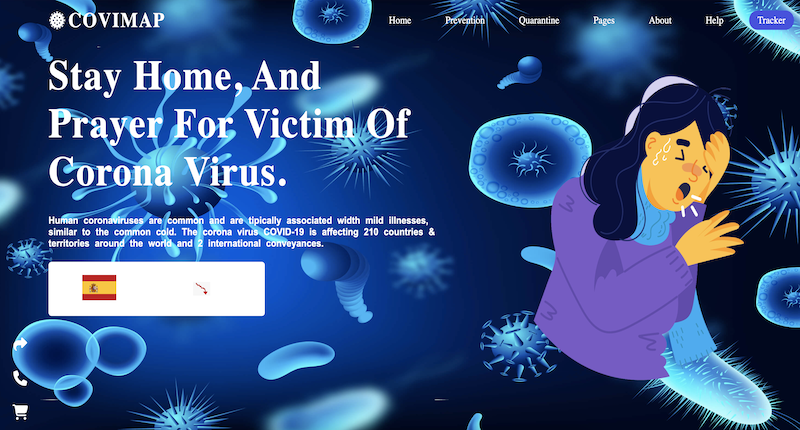 COVIMAP
Home
Prevention
Quarantine
Pages
About
Help
Tracker
Stay Home, And
Prayer For Victim Of
Corona Virus.
Human coronaviruses are common and are tipically associated width mild illnesses,
similar to the common cold. The corona virus COVID-19 is affecting 210 countries &
territories around the world and 2 international conveyances.